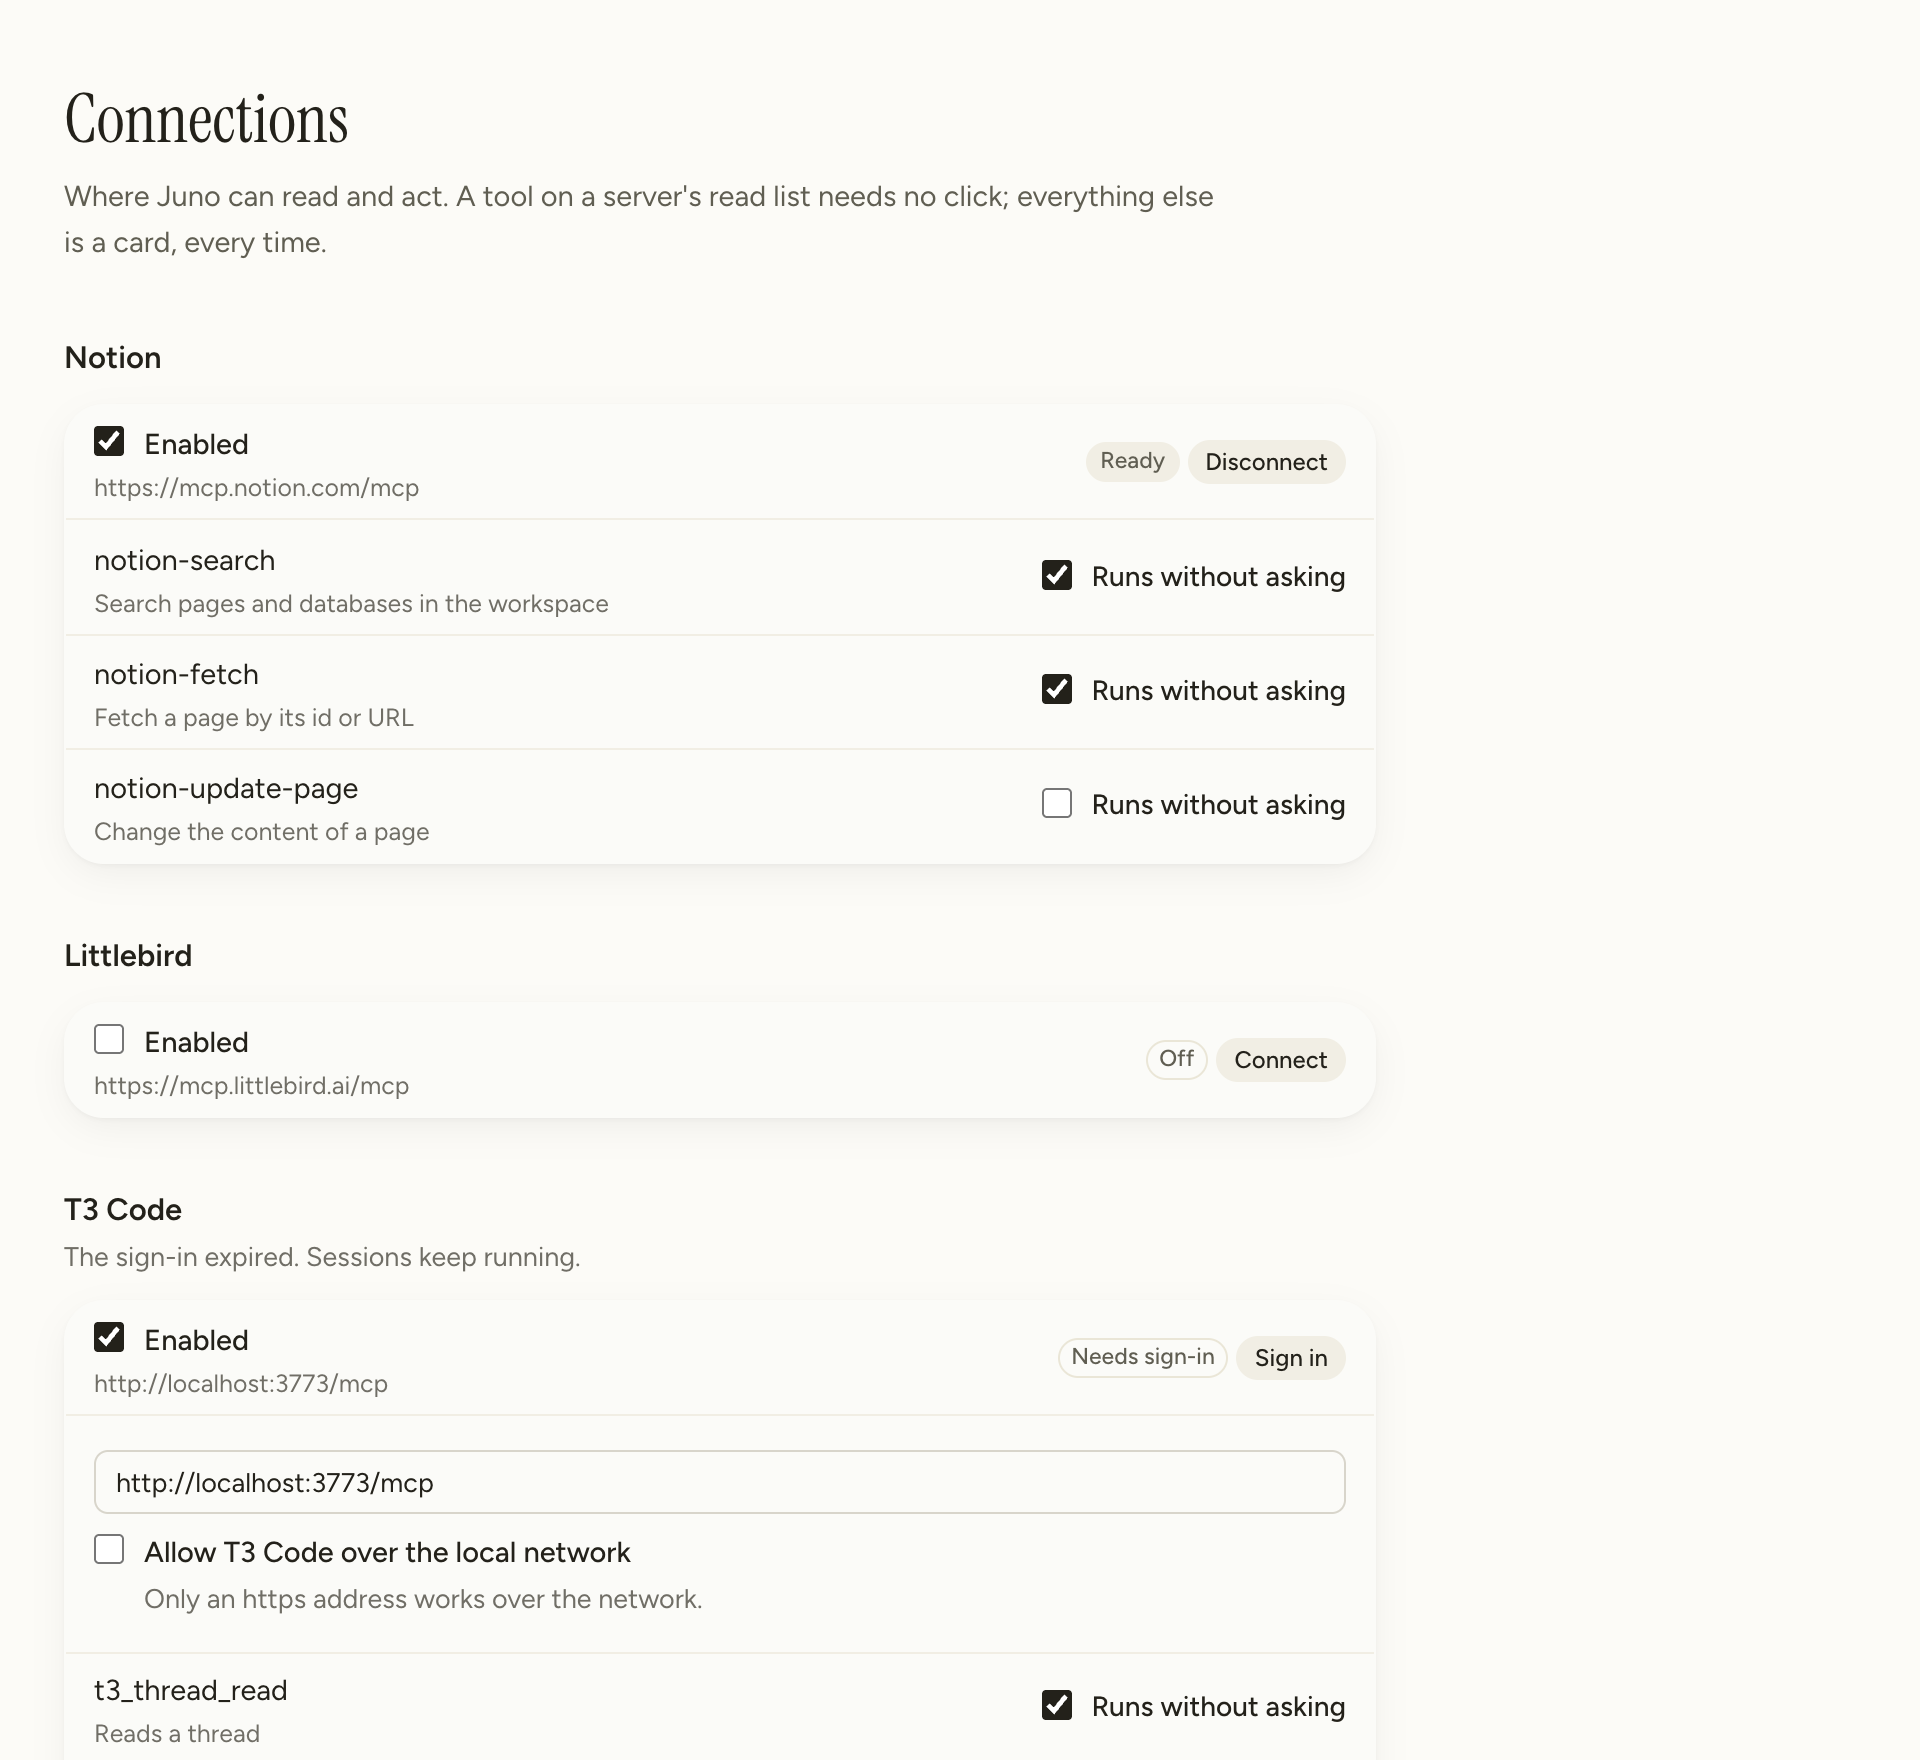 Connections
Where Juno can read and act. A tool on a server's read list needs no click; everything else
is a card, every time.
Notion
Enabled
https://mcp.notion.com/mcp
Ready
Disconnect
notion-search
Search pages and databases in the workspace
Runs without asking
notion-fetch
Fetch a page by its id or URL
Runs without asking
notion-update-page
Change the content of a page
Runs without asking
Littlebird
Enabled
https://mcp.littlebird.ai/mcp
Off
Connect
T3 Code
The sign-in expired. Sessions keep running.
Enabled
http://localhost:3773/mcp
Needs sign-in
Sign in
http://localhost:3773/mcp
Allow T3 Code over the local network
Only an https address works over the network.
t3_thread_read
Reads a thread
Runs without asking